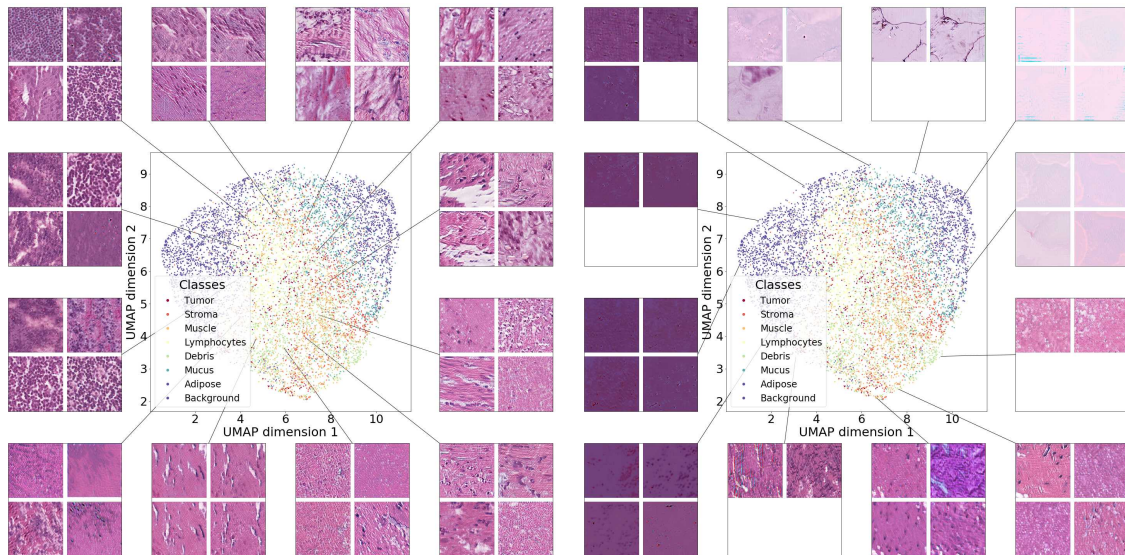 9
8
7
6
5
4
3
2
UMAP dimension 2
Classes
Tumor
Stroma
Muscle
Lymphocytes
Debris
Mucus
Adipose
Background
2 4 6 8 10
UMAP dimension 1
9
8
7
6
5
4
3
2
UMAP dimension 2
Classes
Tumor
Stroma
Muscle
Lymphocytes
Debris
Mucus
Adipose
Background
2 4 6 8 10
UMAP dimension 1